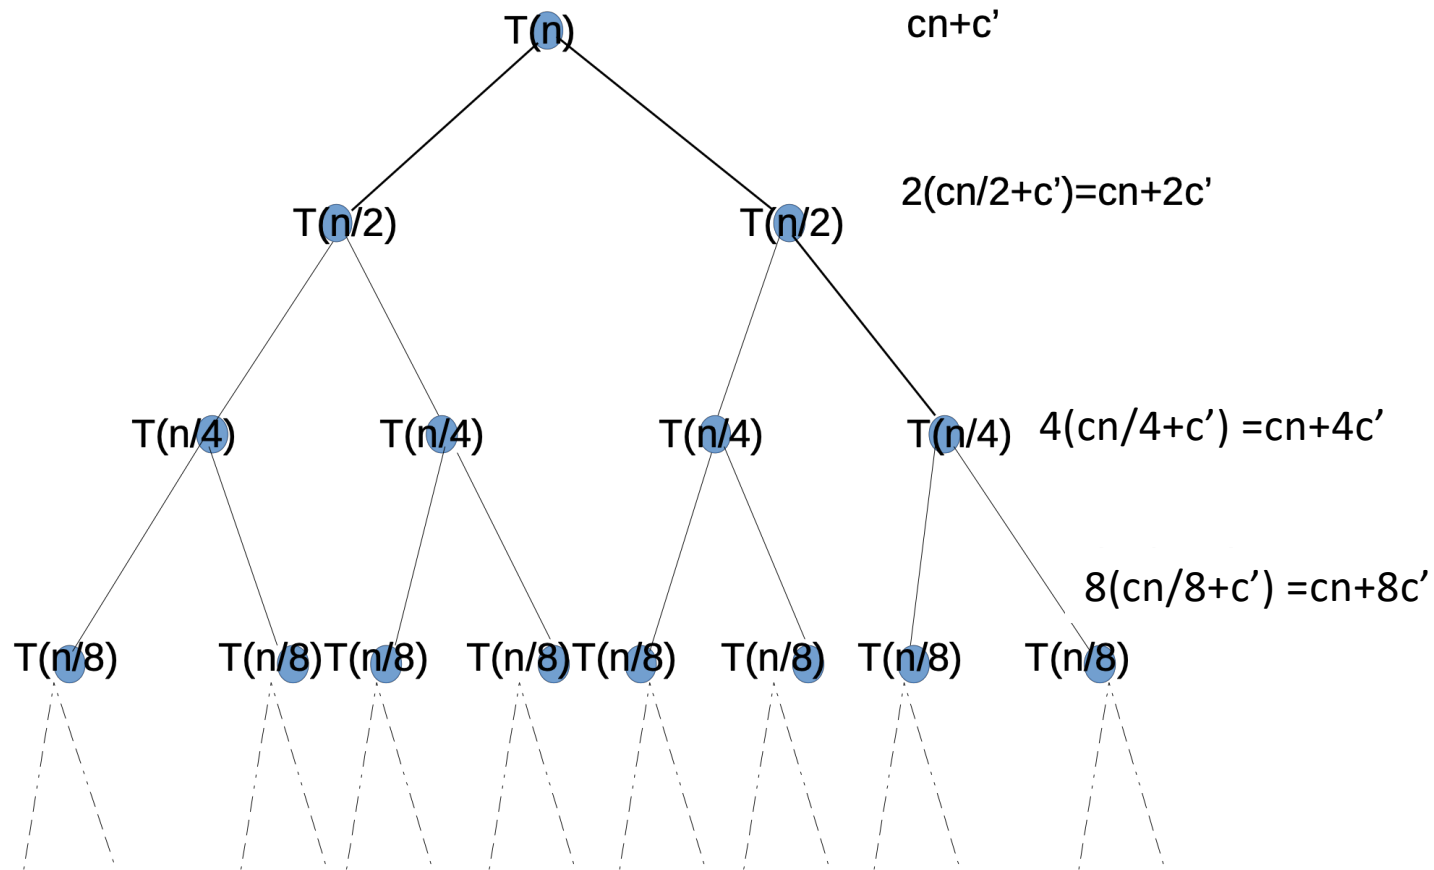 T(n)
cn+c’
2(cn/2+c’)=cn+2c’
T(n/2)
T(n/2)
T(n/4)
T(n/4)
T(n/4)
T(n/4)
4(cn/4+c’) =cn+4c’
8(cn/8+c’) =cn+8c’
T(n/8)
T(n/8)
T(n/8)
T(n/8)
T(n/8)
T(n/8)
T(n/8)
T(n/8)